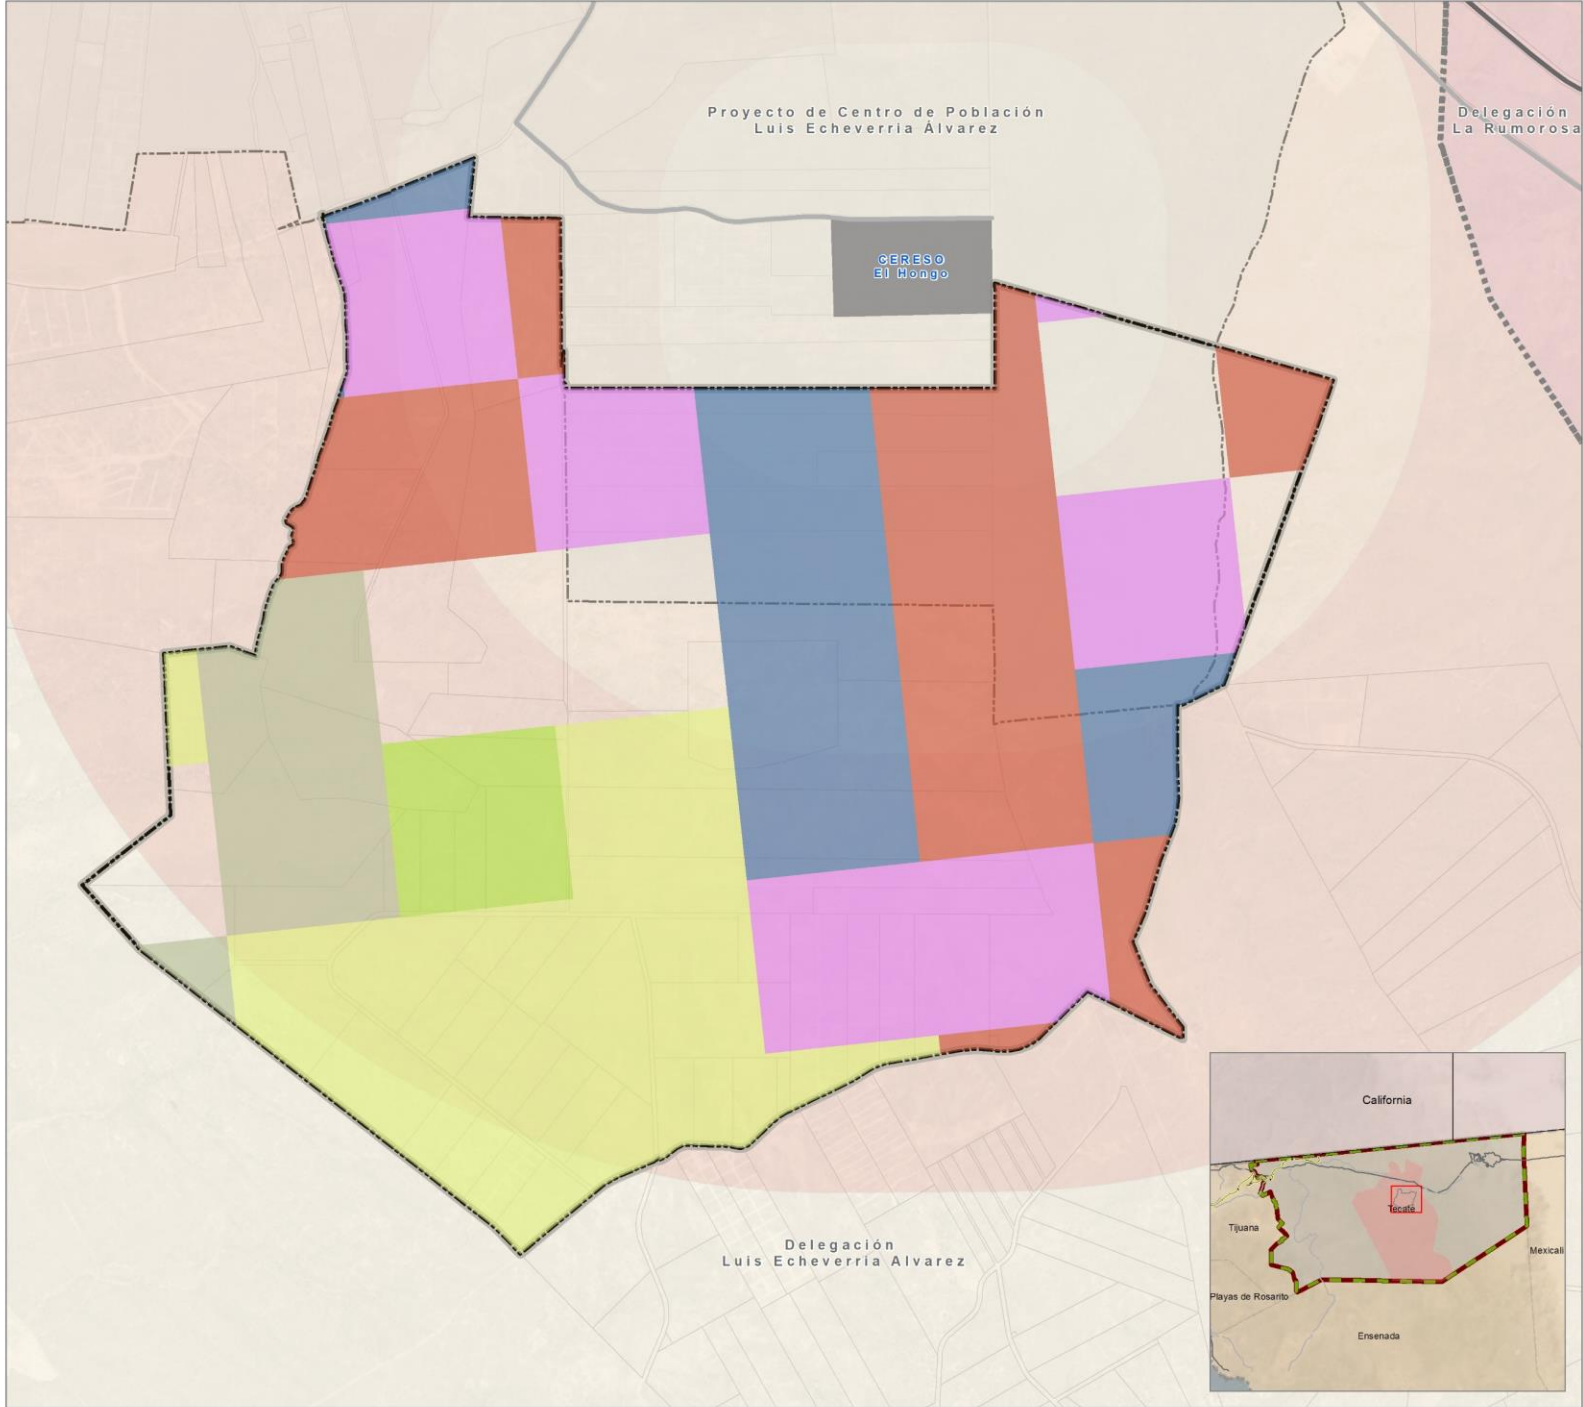 Proyecto de Centro de Población
Luis Echeverria Álvarez
Delegación
La Rumorosa
CERESO
El Hongo
Delegación
Luis Echeverria Alvarez
California
Tijuana
Tecate
Mexicali
Playas de Rosarito
Ensenada